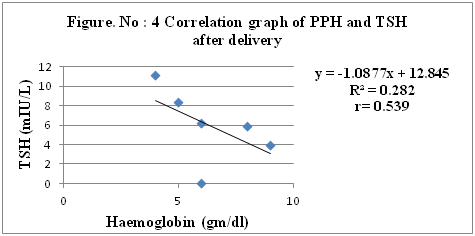 Figure. No : 4 Correlation graph of PPH and TSH
after delivery
y = -1.0877x + 12.845
R² = 0.282
r= 0.539
TSH (mIU/L)
12
10
8
6
4
2
0
0
5
10
Haemoglobin (gm/dl)